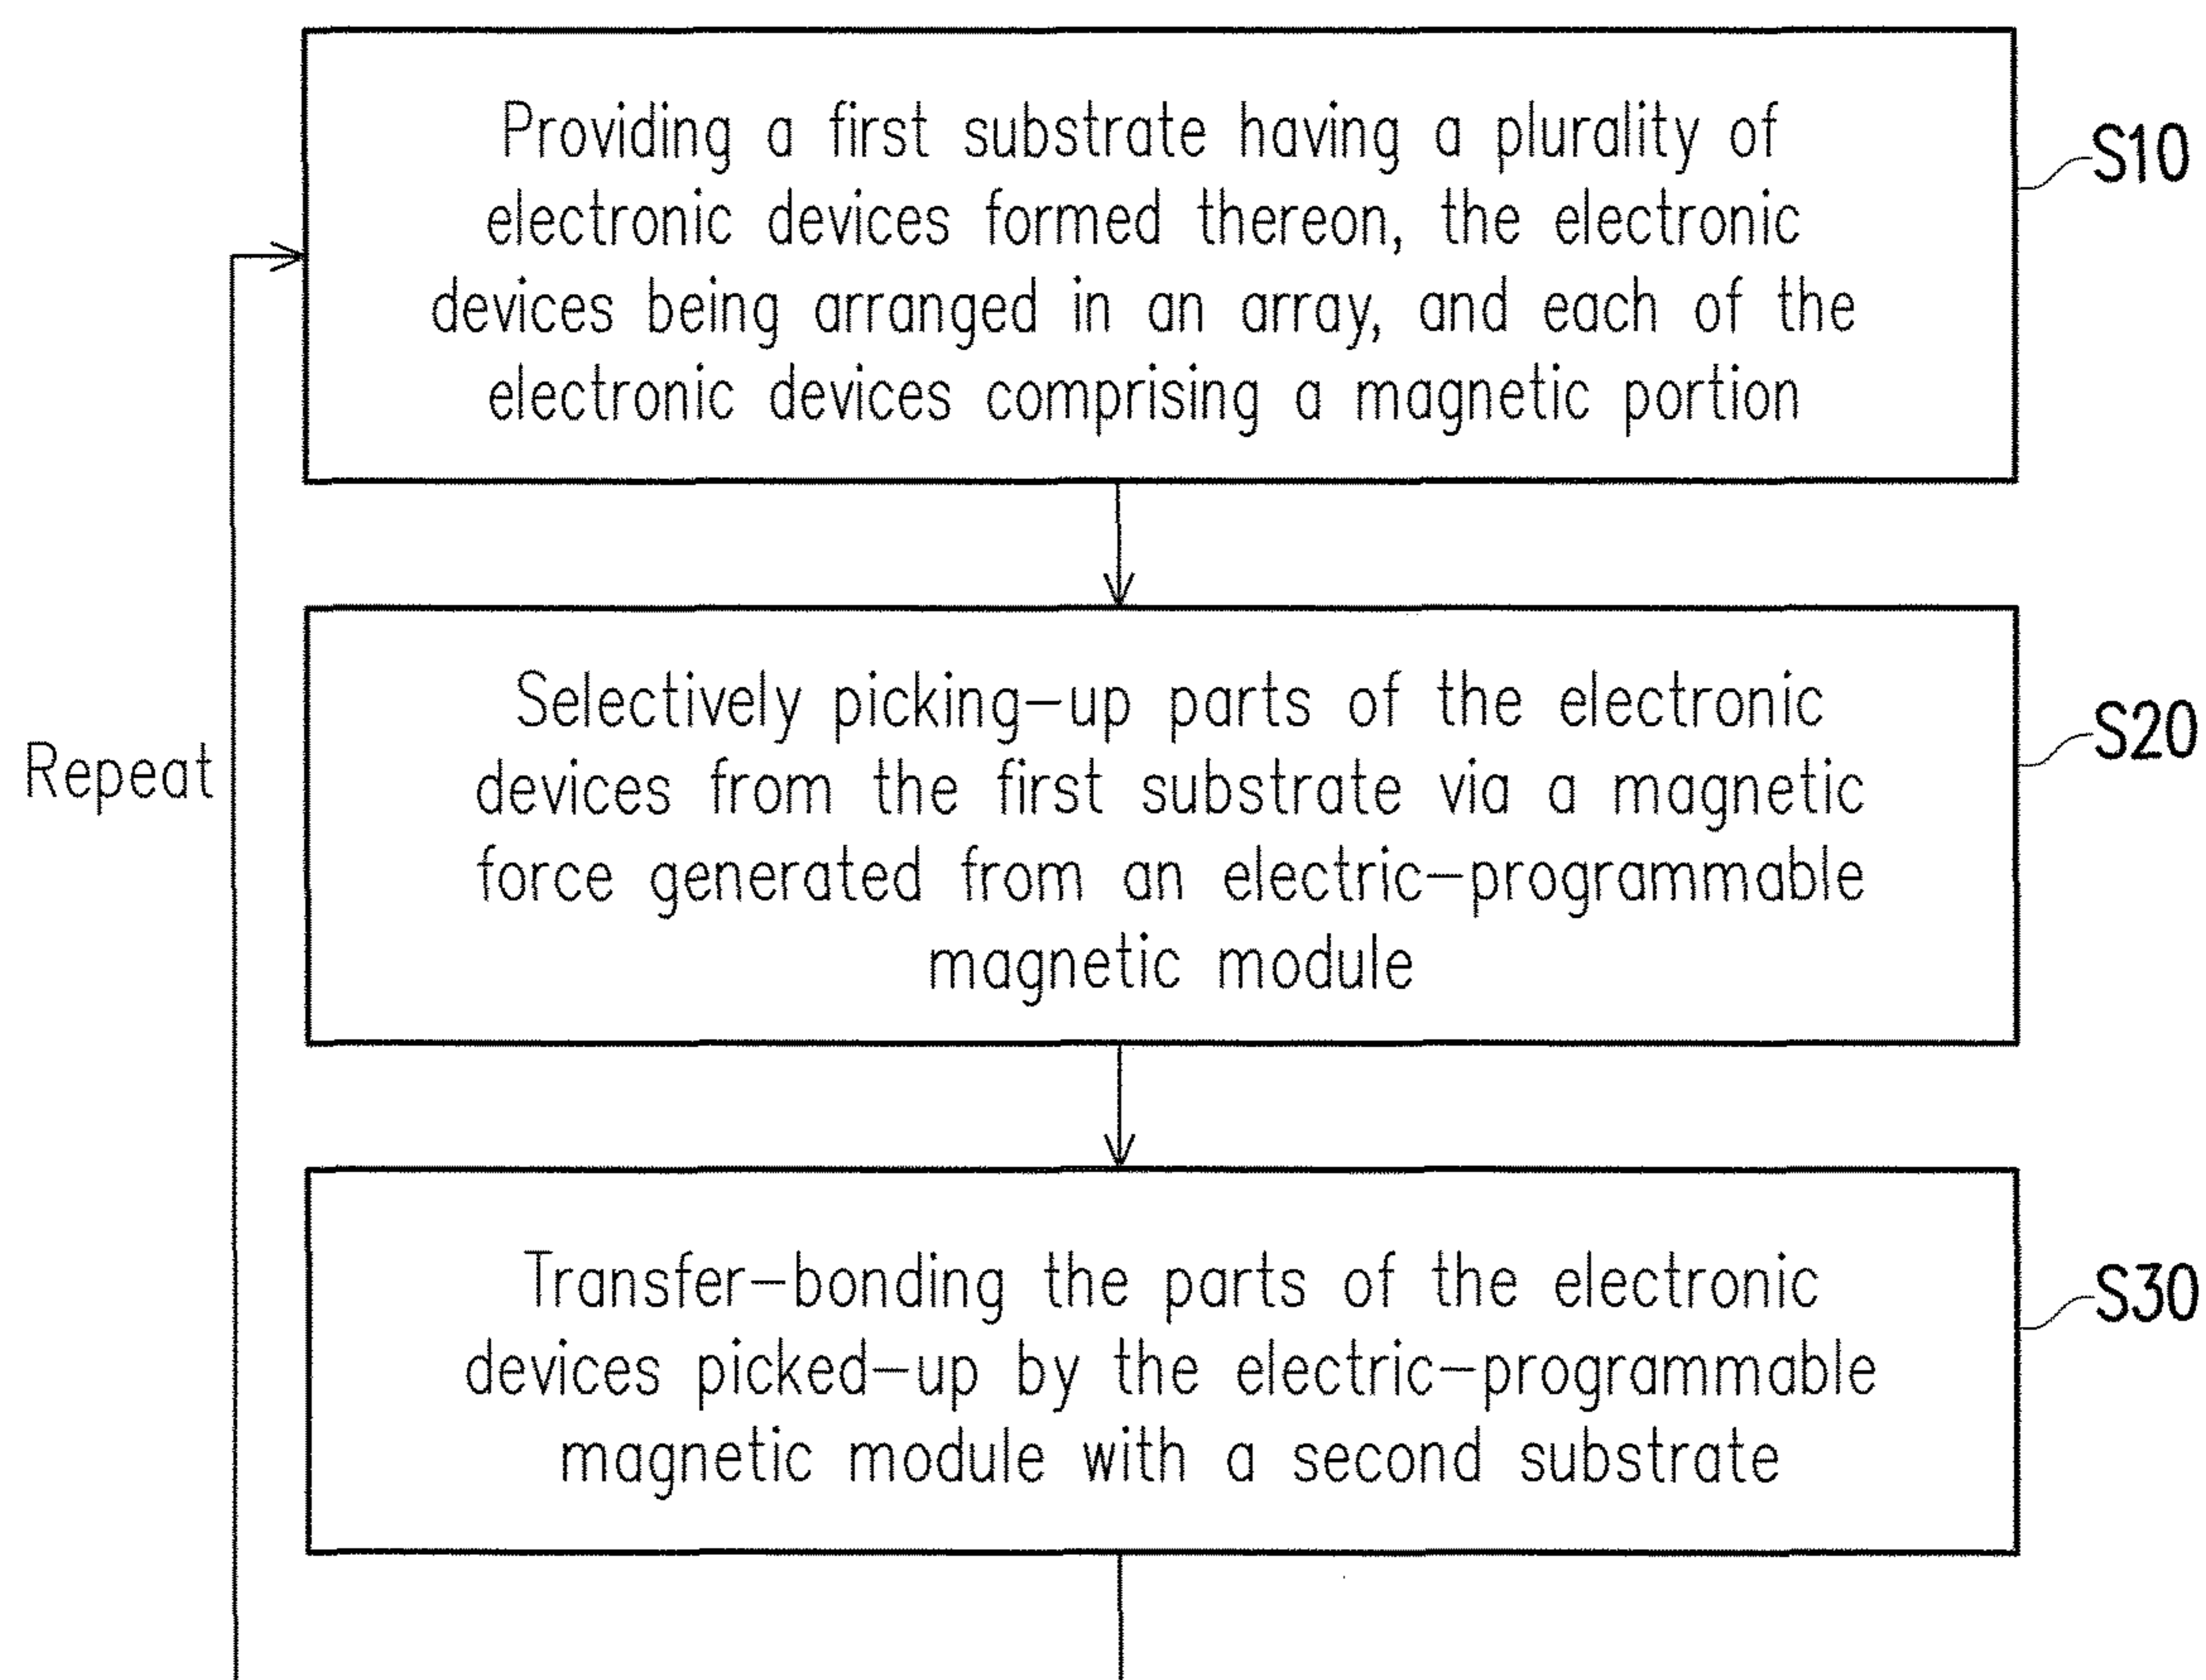 Providing a first substrate having a plurality of
electronic devices formed thereon, the electronic
devices being arranged in an array, and each of the
electronic devices comprising a magnetic portion
S10
Selectively picking-up parts of the electronic
devices from the first substrate via a magnetic
force generated from an electric-programmable
magnetic module
S20
Repeat
Transfer-bonding the parts of the electronic
devices picked-up by the electric-programmable
magnetic module with a second substrate
S30